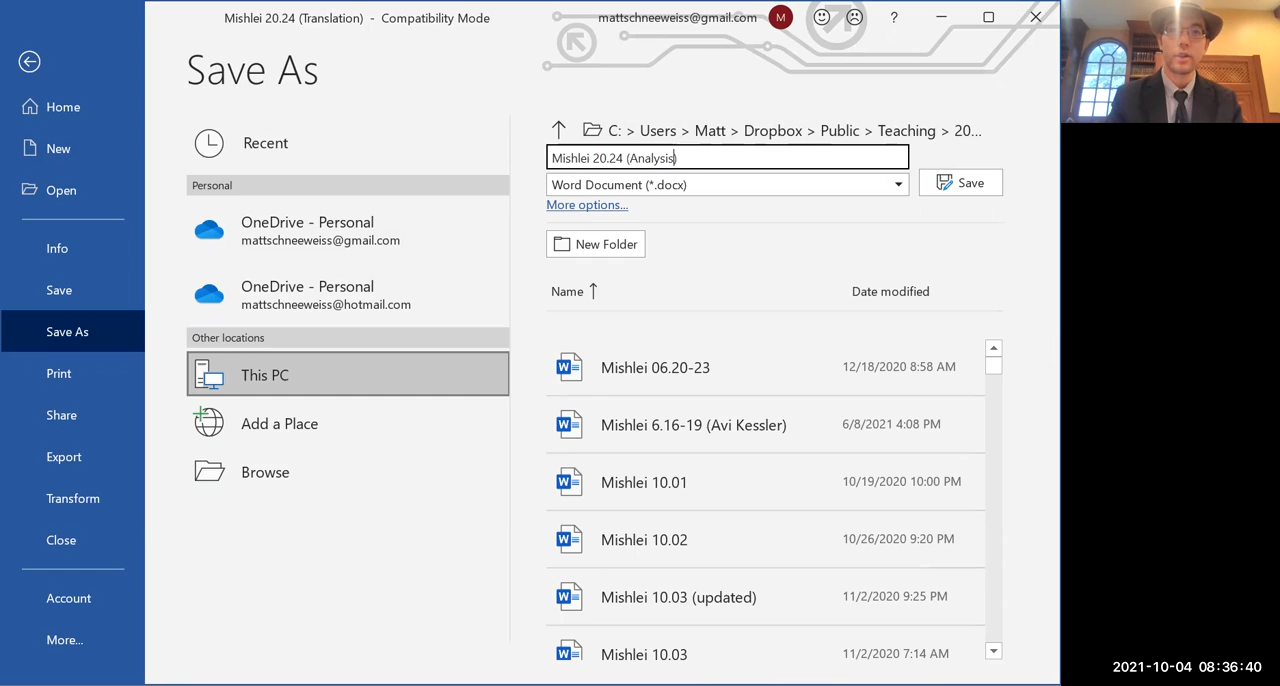 Mishlei 20.24 (Translation) - Compatibility Mode
mattschneeweiss@gmail.com
M
?
Save As
Home
New
Open
Info
Save
Save As
Print
Share
Export
Transform
Close
Account
More...
Recent
Personal
OneDrive - Personal
mattschneeweiss@gmail.com
OneDrive - Personal
mattschneeweiss@hotmail.com
Other locations
This PC
Add a Place
Browse
C: > Users > Matt > Dropbox > Public > Teaching > 20...
Mishlei 20.24 (Analysis)
Word Document (*.docx)
Save
More options...
New Folder
Name ↑ Date modified
Mishlei 06.20-23 12/18/2020 8:58 AM
Mishlei 6.16-19 (Avi Kessler) 6/8/2021 4:08 PM
Mishlei 10.01 10/19/2020 10:00 PM
Mishlei 10.02 10/26/2020 9:20 PM
Mishlei 10.03 (updated) 11/2/2020 9:25 PM
Mishlei 10.03 11/2/2020 7:14 AM
2021-10-04 08:36:40